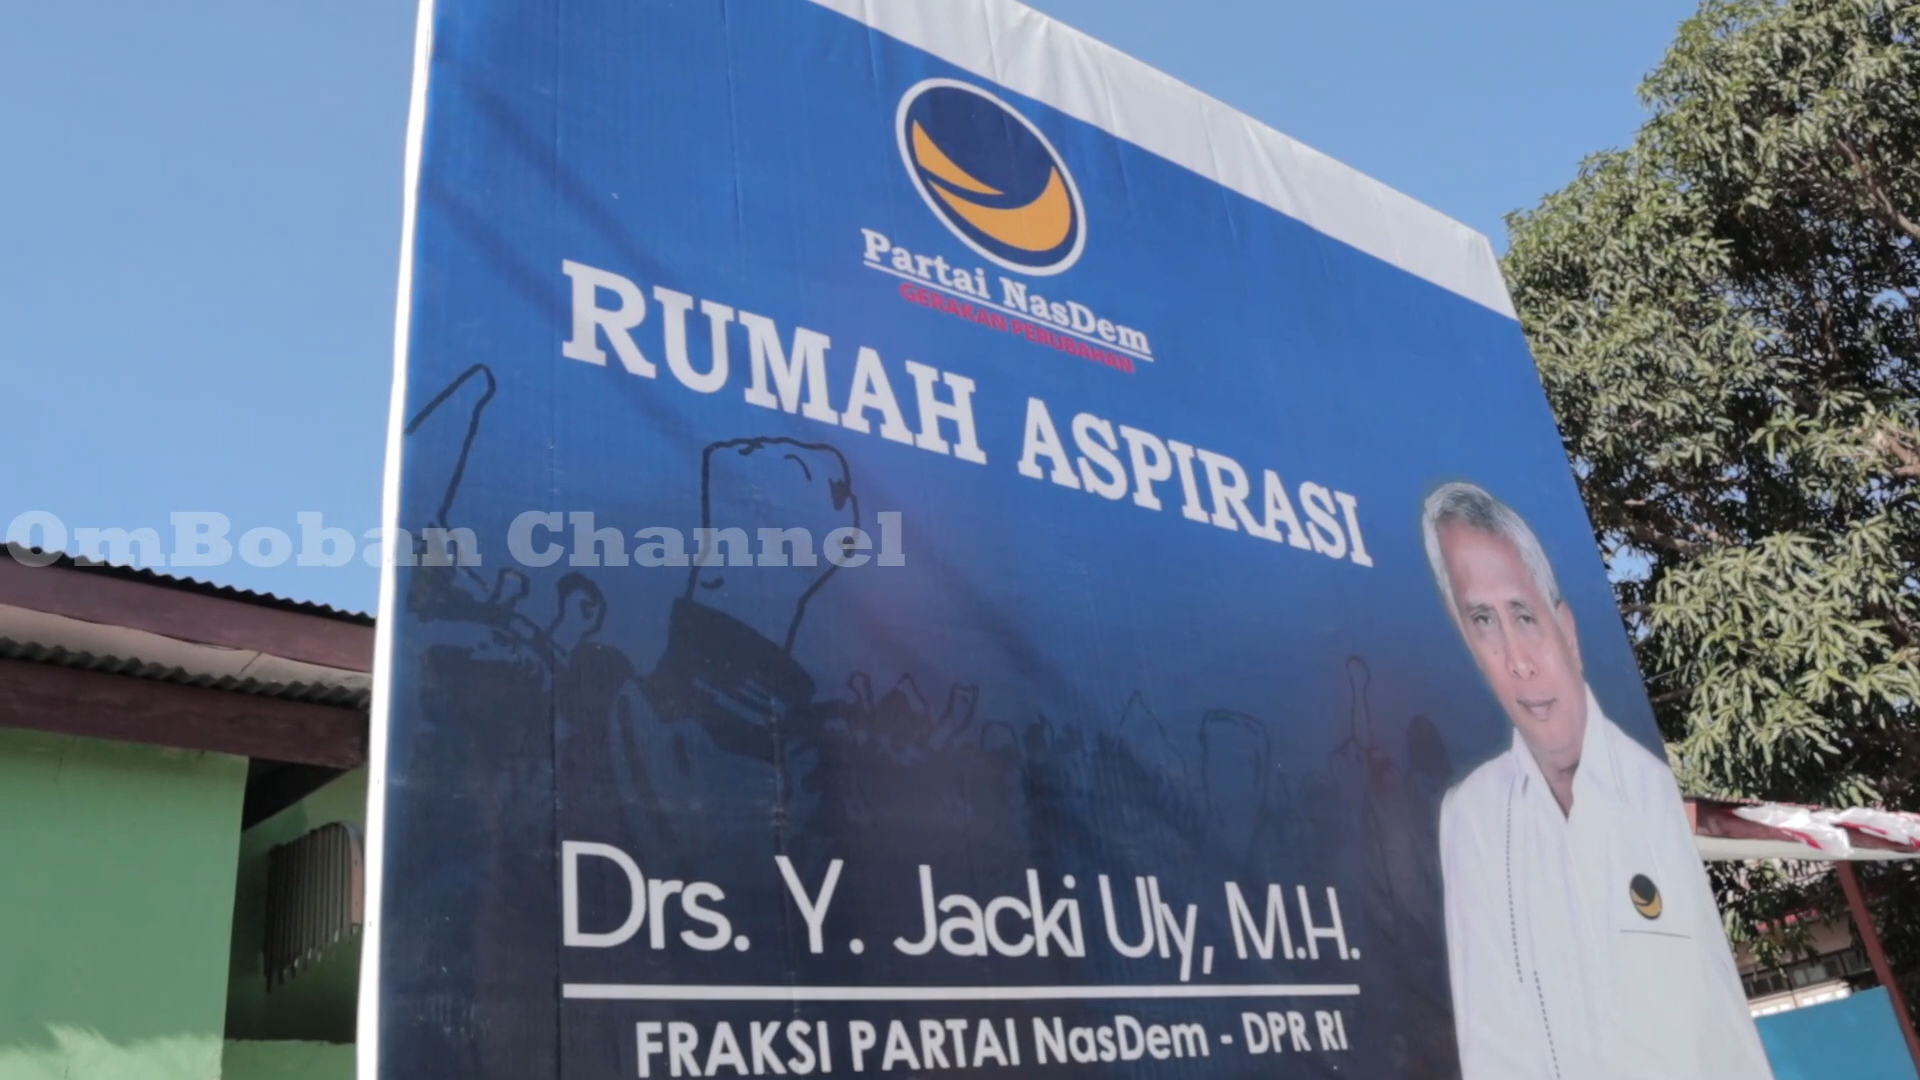 Partai NasDem
GERAKAN PERUBAHAN
RUMAH ASPIRASI
OmBoban Channel
Drs. Y. Jacki Uly, M.H.
FRAKSI PARTAI NasDem - DPR RI